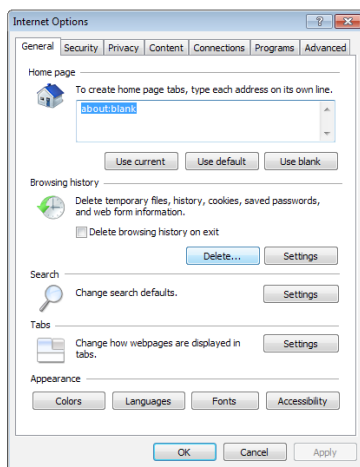 Internet Options
General Security Privacy Content Connections Programs Advanced
Home page
To create home page tabs, type each address on its own line.
about:blank
Use current Use default Use blank
Browsing history
Delete temporary files, history, cookies, saved passwords,
and web form information.
Delete browsing history on exit
Delete... Settings
Search
Change search defaults. Settings
Tabs
Change how webpages are displayed in
tabs. Settings
Appearance
Colors Languages Fonts Accessibility
OK Cancel Apply